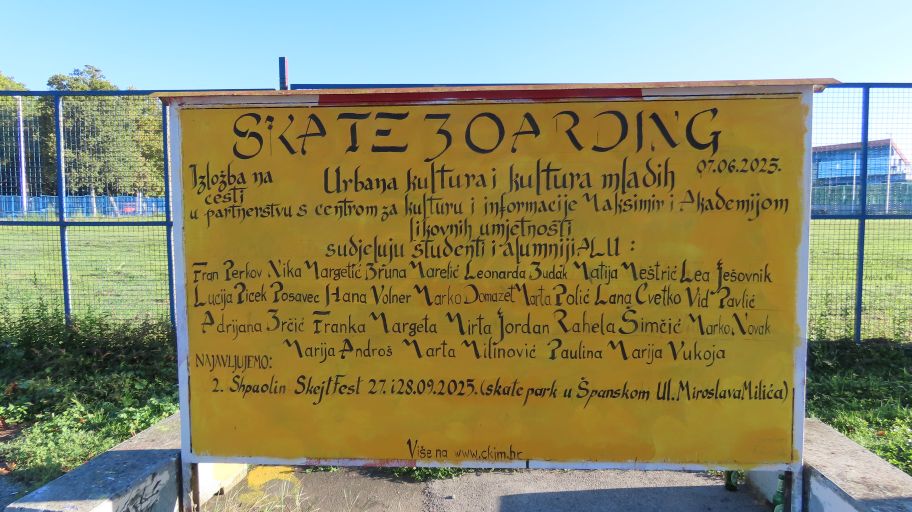 SKATE BOARDING
Izložba na cesti
Urbana kultura i kultura mladih 07.06.2025.
u partnerstvu s centrom za kulturu i informacije Maksimir i Akademijom
likovnih umjetnosti
sudjeluju studenti i alumniji ALU :
Fran Perkov Nika Margetić Bruna Marelić Leonarda Budak Matija Meštrić Lea Ješovnik
Lucija Picek Posavec Hana Volner Marko Domazet Marta Polić Lana Cvetko Vid Pavlić
Adrijana Brčić Franka Margeta Mirta Jordan Rahela Šimčić Marko Novak
Marija Androš Marta Milinović Paulina Marija Vukoja
NAJAVLJUJEMO:
2. Shpaolin SkejtFest 27. i 28.09.2025. (skate park u Španskom Ul. Miroslava Milića)
Više na www.ckim.hr